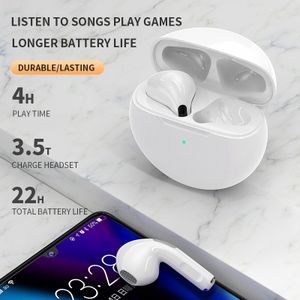 LISTEN TO SONGS PLAY GAMES
LONGER BATTERY LIFE
DURABLE/LASTING
4H
PLAY TIME
3.5T
CHARGE HEADSET
22H
TOTAL BATTERY LIFE